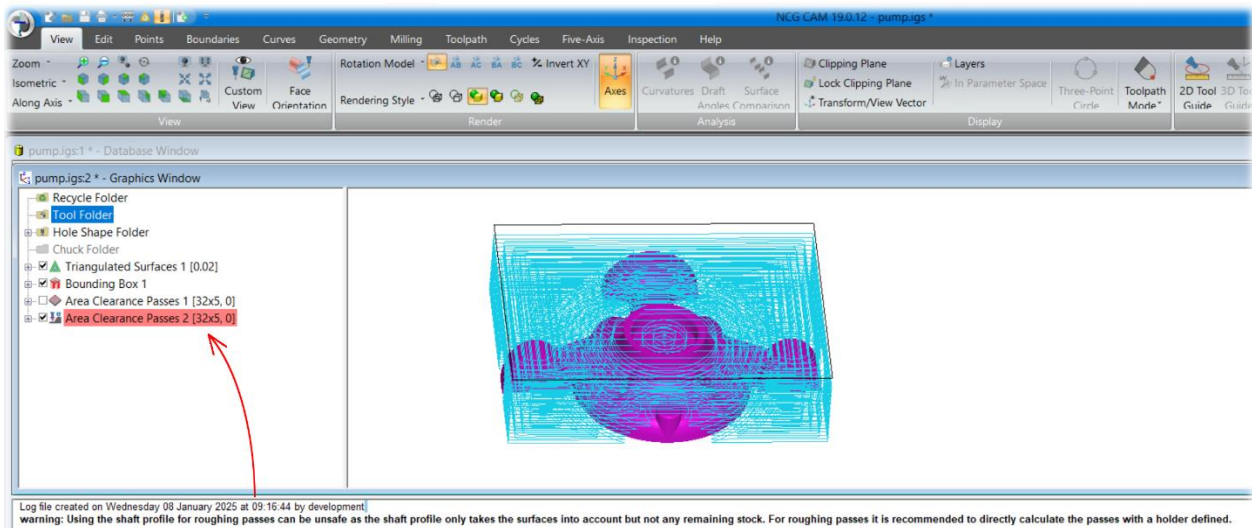 NCG CAM 19.0.12 - pump.igs *
View Edit Points Boundaries Curves Geometry Milling Toolpath Cycles Five-Axis Inspection Help
Zoom
Isometric
Along Axis
Custom View
Face Orientation
View
Rotation Model
AB AC BA BC
Invert XY
Rendering Style
Axes
Render
Curvatures
Draft Angles
Surface Comparison
Analysis
Clipping Plane
Lock Clipping Plane
Transform/View Vector
Layers
In Parameter Space
Three-Point Circle
Toolpath Mode
Display
2D Tool Guide
pump.igs:1 * - Database Window
pump.igs:2 * - Graphics Window
Recycle Folder
Tool Folder
Hole Shape Folder
Chuck Folder
Triangulated Surfaces 1 [0.02]
Bounding Box 1
Area Clearance Passes 1 [32x5, 0]
Area Clearance Passes 2 [32x5, 0]
Log file created on Wednesday 08 January 2025 at 09:16:44 by development
warning: Using the shaft profile for roughing passes can be unsafe as the shaft profile only takes the surfaces into account but not any remaining stock. For roughing passes it is recommended to directly calculate the passes with a holder defined.